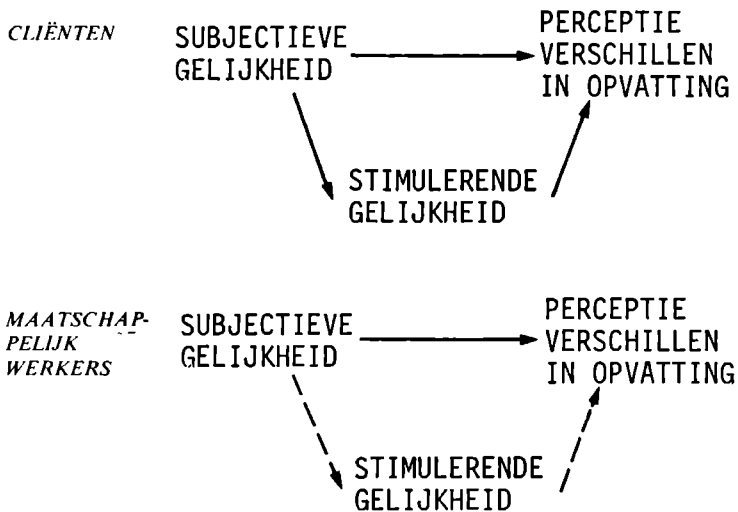 CLIËNTEN
SUBJECTIEVE
GELIJKHEID
PERCEPTIE
VERSCHILLEN
IN OPVATTING
STIMULERENDE
GELIJKHEID
MAATSCHAP-
PELIJK
WERKERS
SUBJECTIEVE
GELIJKHEID
PERCEPTIE
VERSCHILLEN
IN OPVATTING
STIMULERENDE
GELIJKHEID